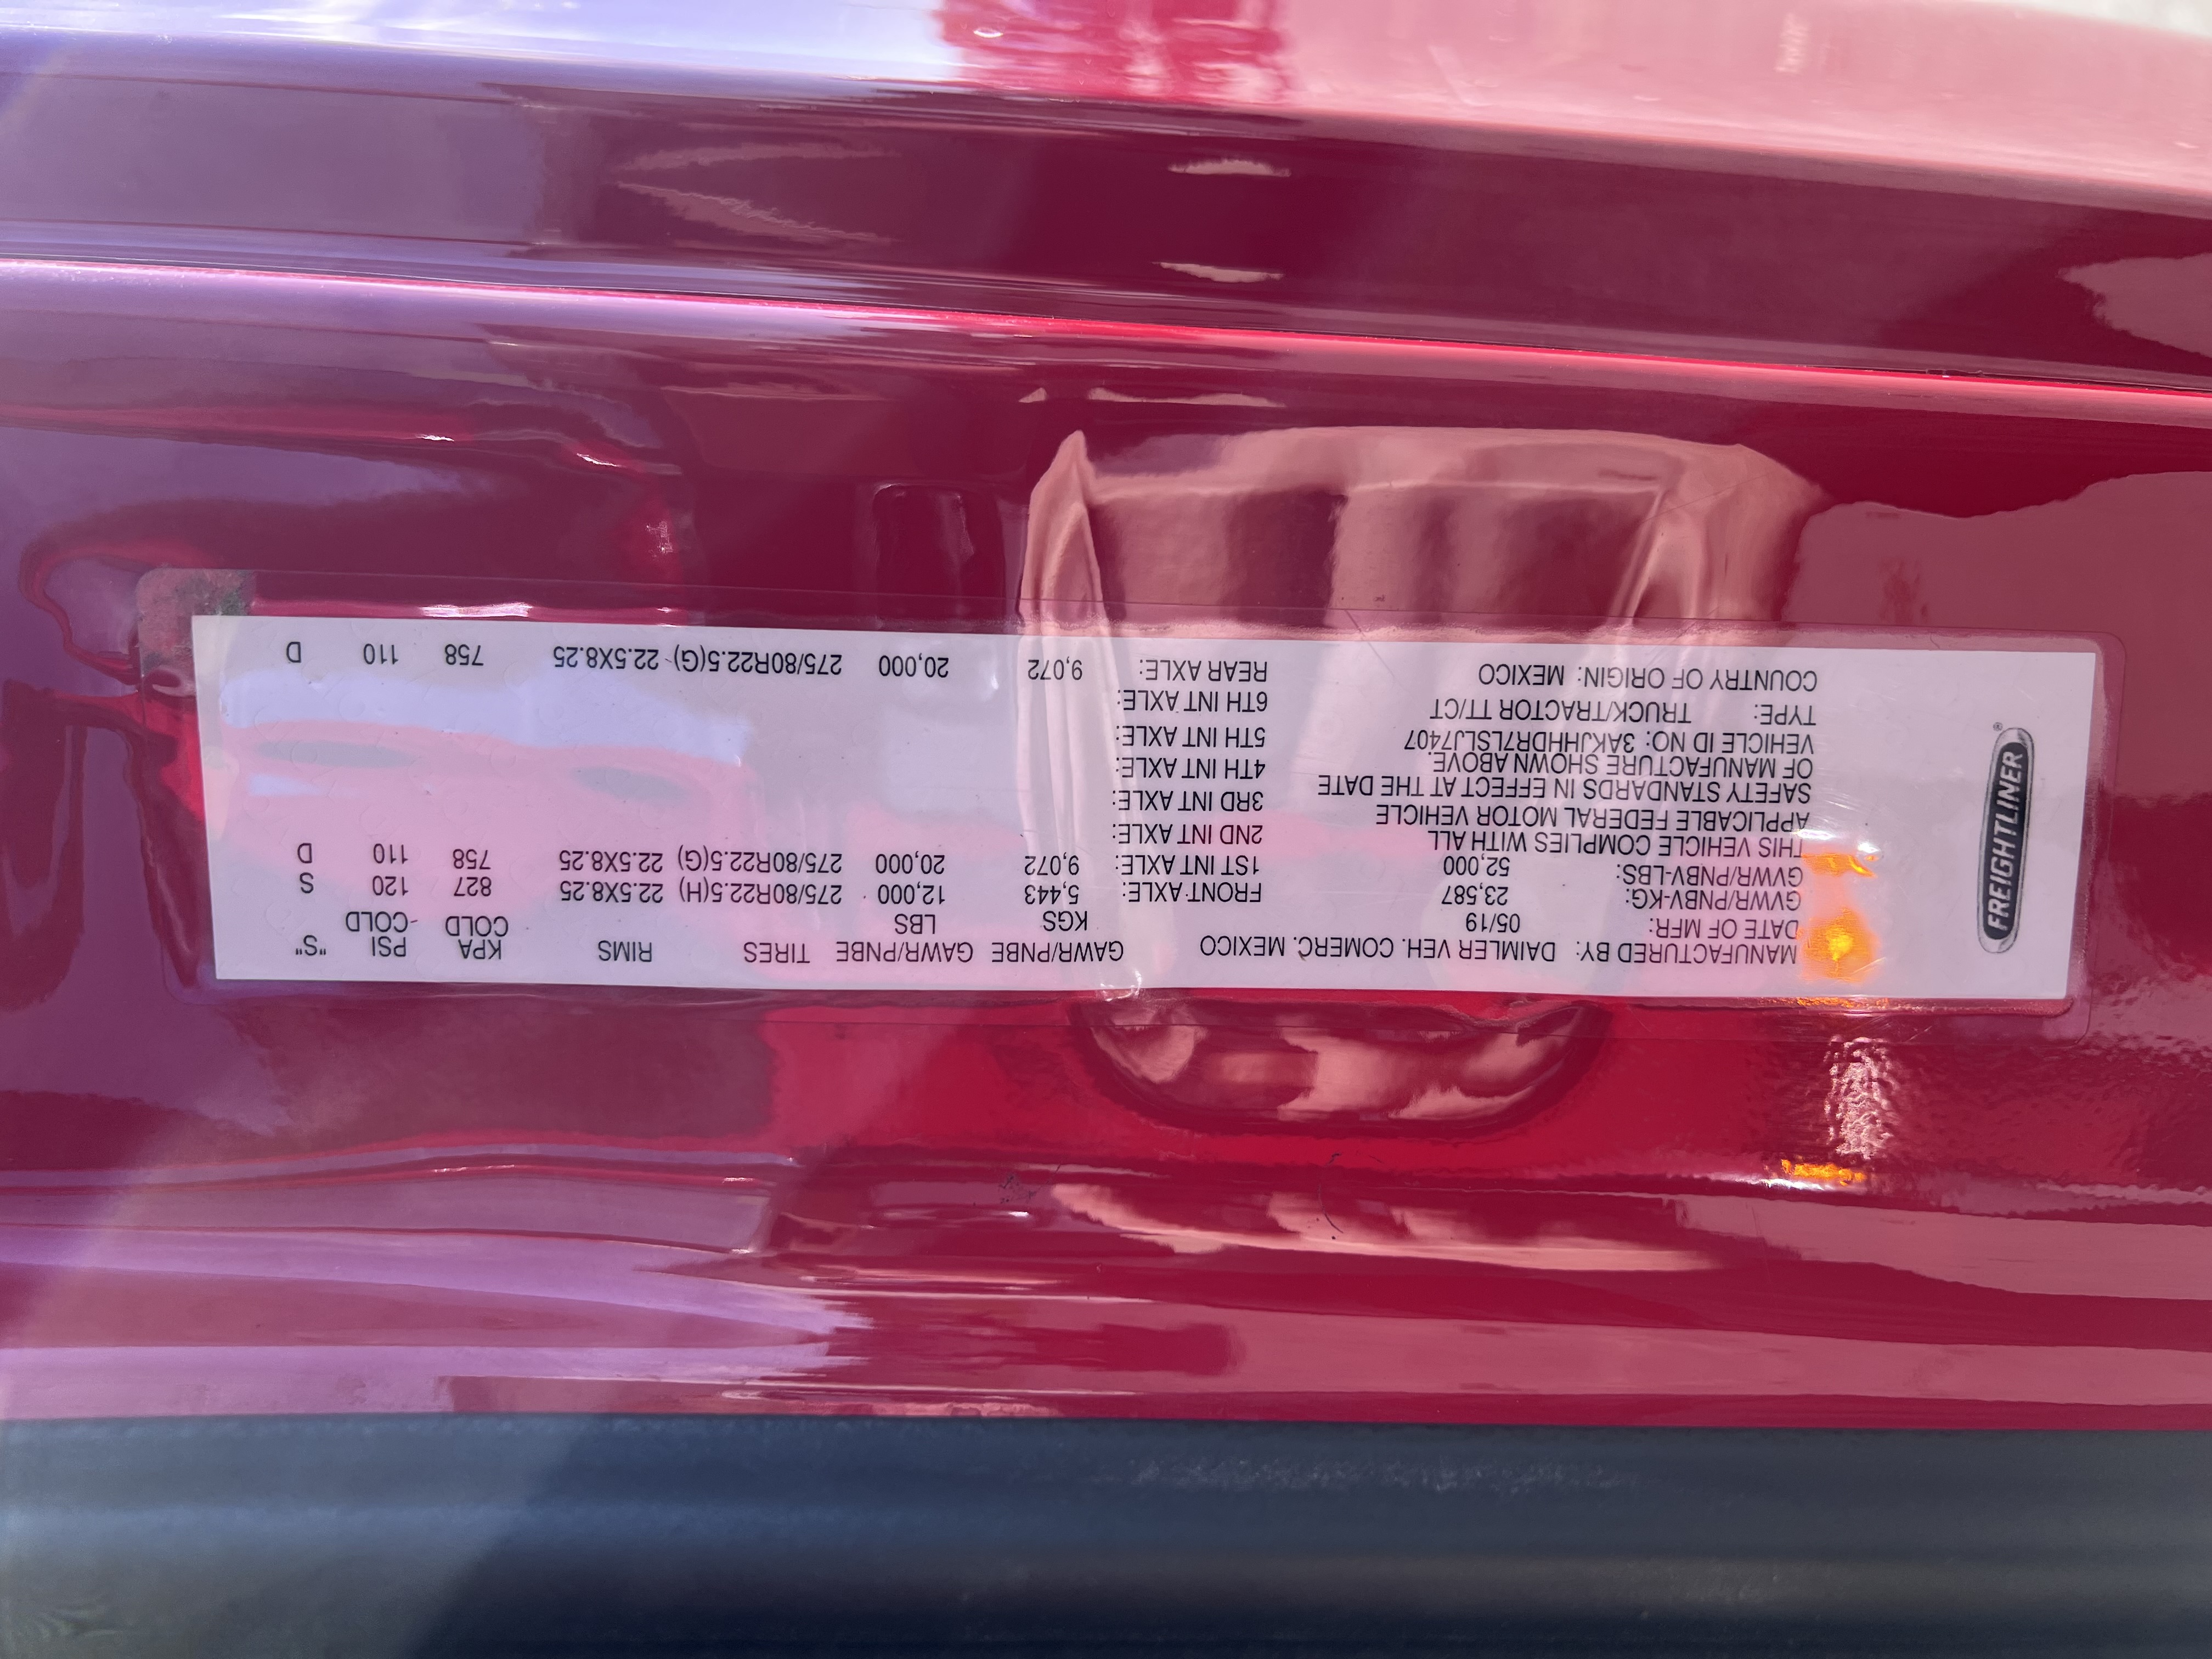 FREIGHTLINER®
MANUFACTURED BY: DAIMLER VEH. COMERC. MEXICO
DATE OF MFR: 05/19
GVWR/PNBV-KG: 23,587
GVWR/PNBV-LBS: 52,000
THIS VEHICLE COMPLIES WITH ALL
APPLICABLE FEDERAL MOTOR VEHICLE
SAFETY STANDARDS IN EFFECT AT THE DATE
OF MANUFACTURE SHOWN ABOVE.
VEHICLE ID NO: 3AKJHHDR7LSLJ7407
TYPE: TRUCK/TRACTOR TT/CT
COUNTRY OF ORIGIN: MEXICO
GAWR/PNBE GAWR/PNBE TIRES RIMS KPA PSI "S"
KGS LBS COLD COLD
FRONT AXLE: 5,443 12,000 275/80R22.5(H) 22.5X8.25 827 120 S
1ST INT AXLE: 9,072 20,000 275/80R22.5(G) 22.5X8.25 758 110 D
2ND INT AXLE:
3RD INT AXLE:
4TH INT AXLE:
5TH INT AXLE:
6TH INT AXLE:
REAR AXLE: 9,072 20,000 275/80R22.5(G) 22.5X8.25 758 110 D